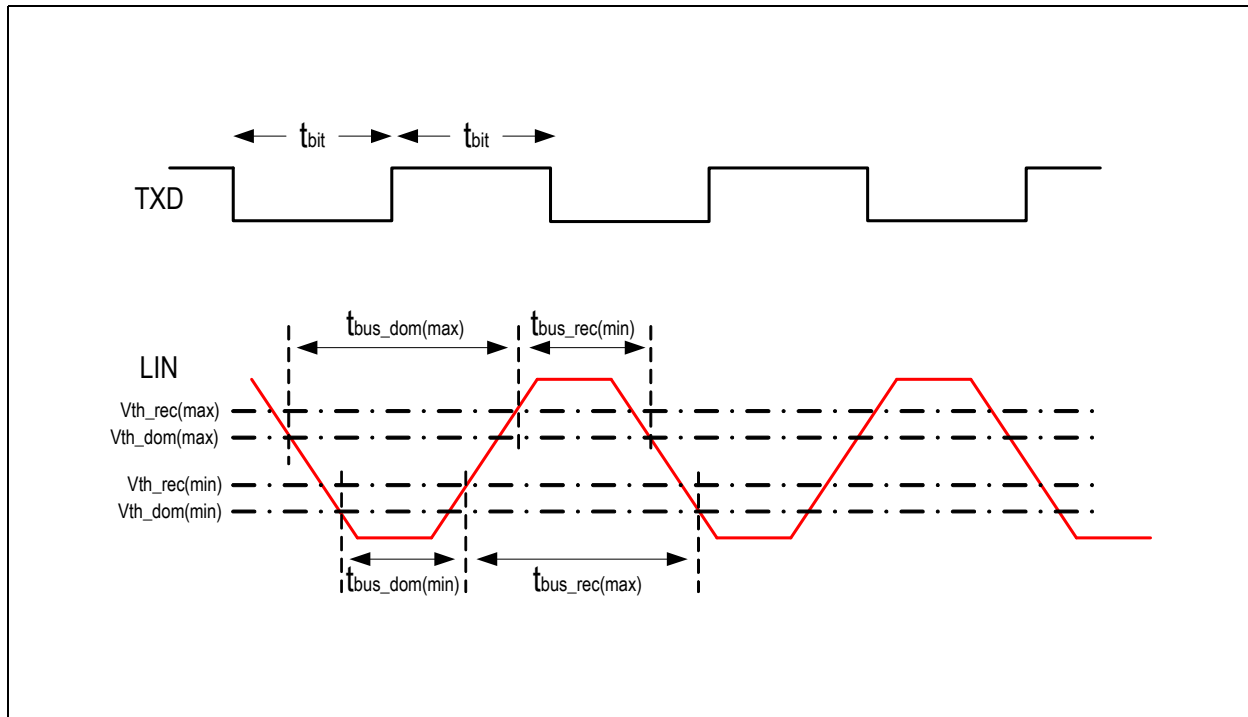 tbit tbit
TXD
tbus_dom(max) tbus_rec(min)
LIN
Vth_rec(max)
Vth_dom(max)
Vth_rec(min)
Vth_dom(min)
tbus_dom(min) tbus_rec(max)